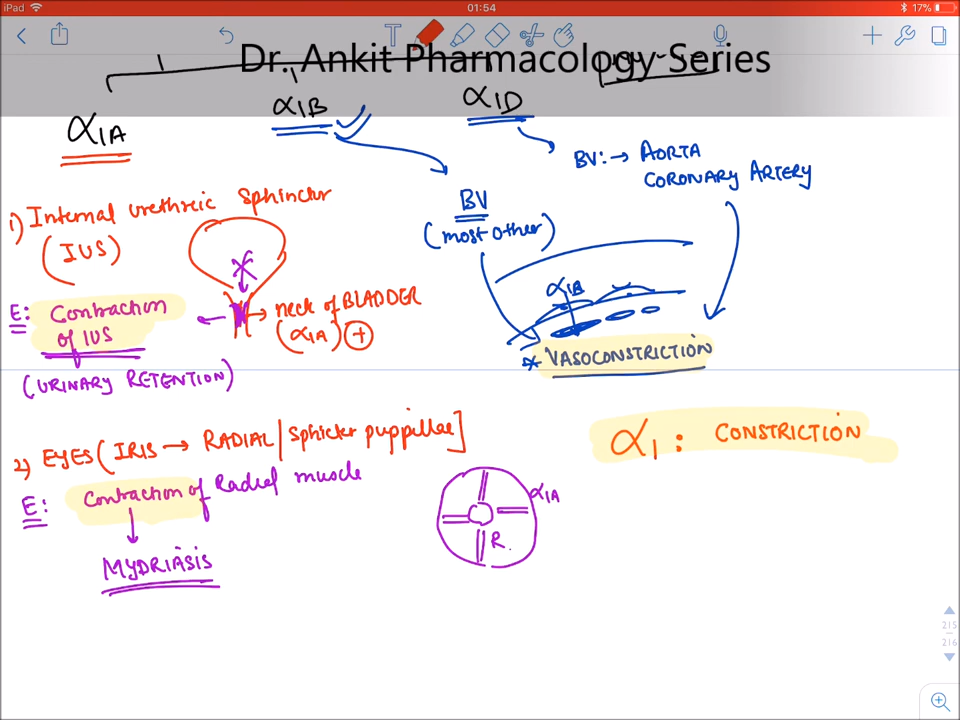 iPad
01:54
17%
Dr. Ankit Pharmacology Series
α1A
α1B
α1D
1) Internal urethreic Sphincter
(IUS)
E: Contraction
of IUS
(URINARY RETENTION)
neck of BLADDER
(α1A) +
BV
(most other)
BV: → AORTA
CORONARY ARTERY
α1B
* VASOCONSTRICTION
α1 : CONSTRICTION
2) EYES (IRIS → RADIAL | Sphicter puppillae]
E: Contraction of Radial muscle
MYDRIASIS
α1A
R.
215
216